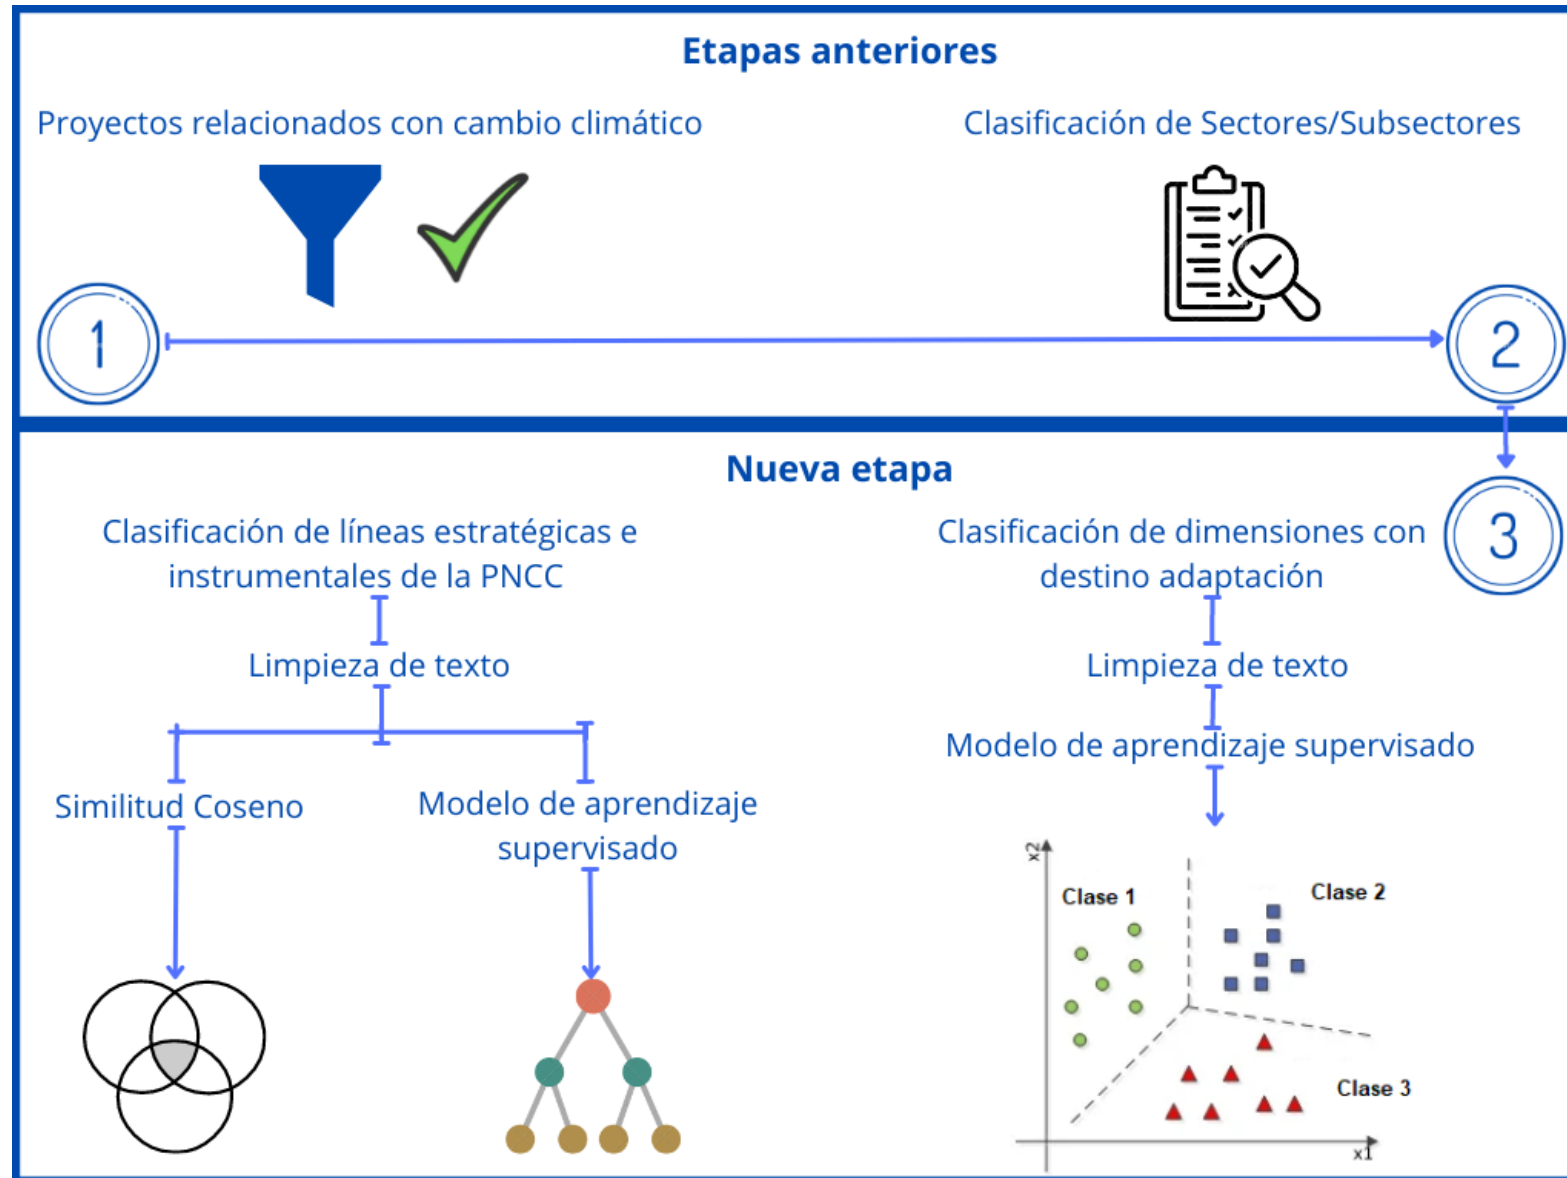 Etapas anteriores
Proyectos relacionados con cambio climático
Clasificación de Sectores/Subsectores
1
2
Nueva etapa
3
Clasificación de líneas estratégicas e
instrumentales de la PNCC
Limpieza de texto
Similitud Coseno
Modelo de aprendizaje
supervisado
Clasificación de dimensiones con
destino adaptación
Limpieza de texto
Modelo de aprendizaje supervisado
x2
Clase 1
Clase 2
Clase 3
x1